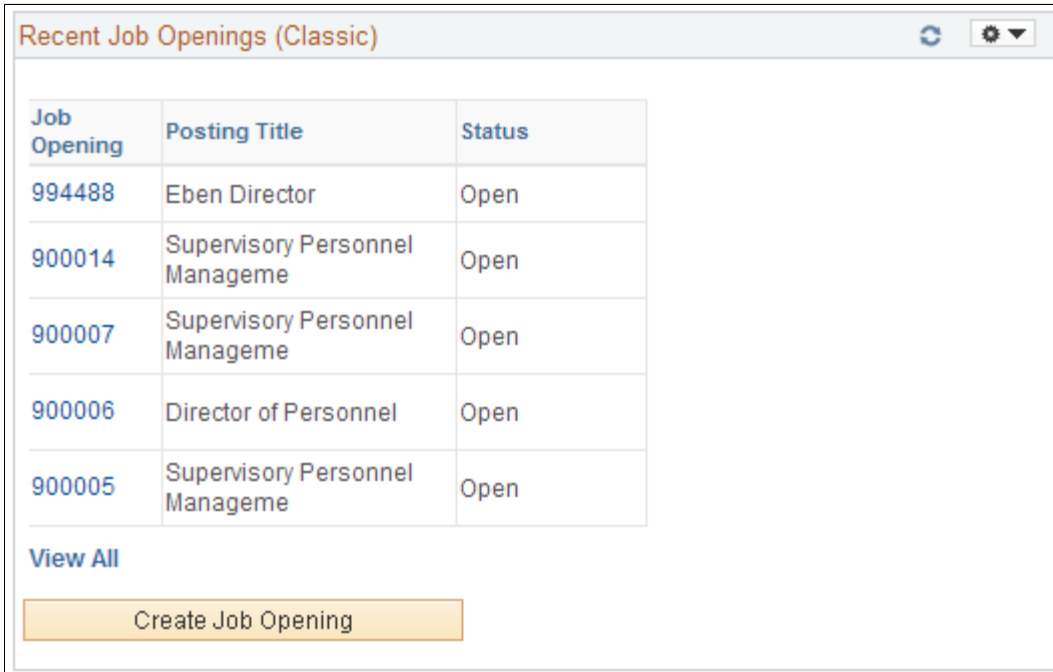 Recent Job Openings (Classic)
Job
Opening
Posting Title
Status
994488
Eben Director
Open
900014
Supervisory Personnel
Manageme
Open
900007
Supervisory Personnel
Manageme
Open
900006
Director of Personnel
Open
900005
Supervisory Personnel
Manageme
Open
View All
Create Job Opening